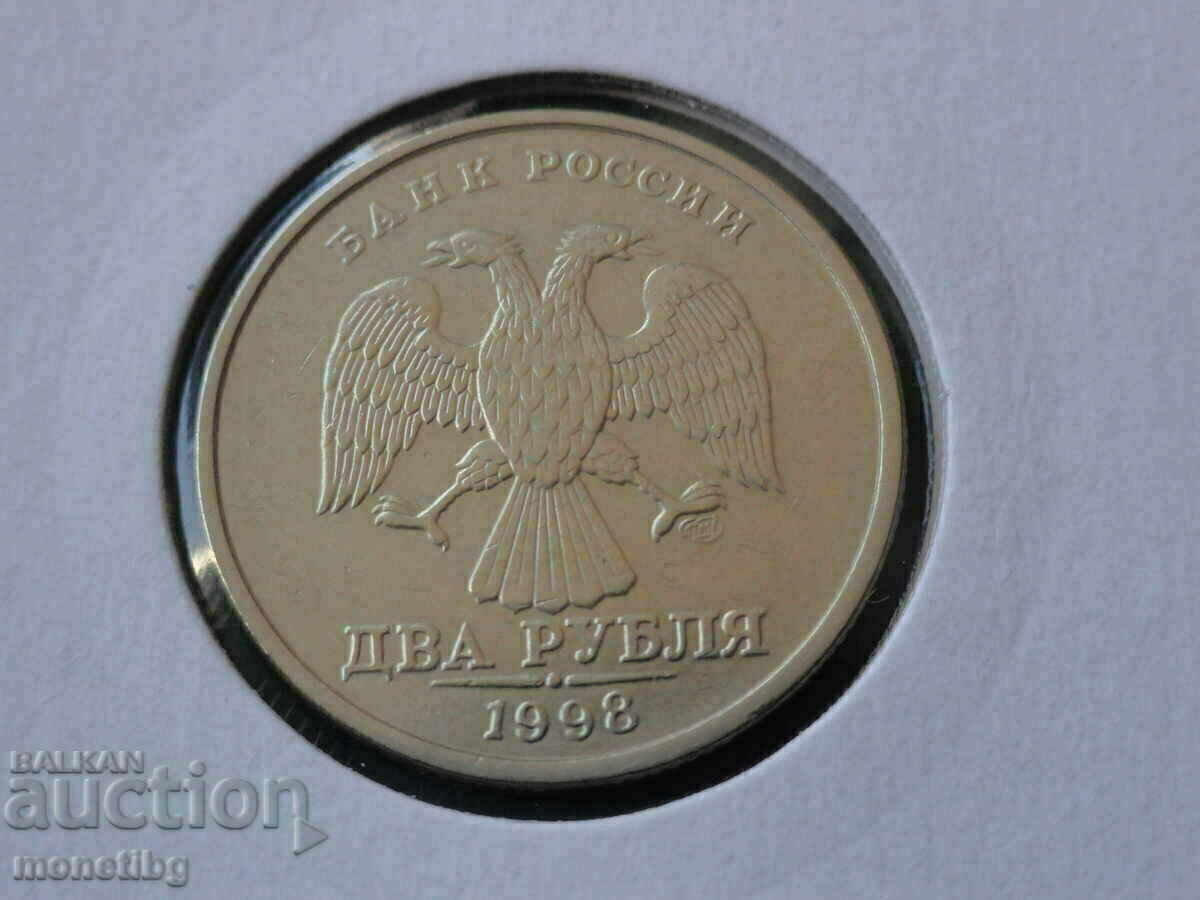 БАНК РОССИИ
ДВА РУБЛЯ
1998
BALKAN
auction
monetibg